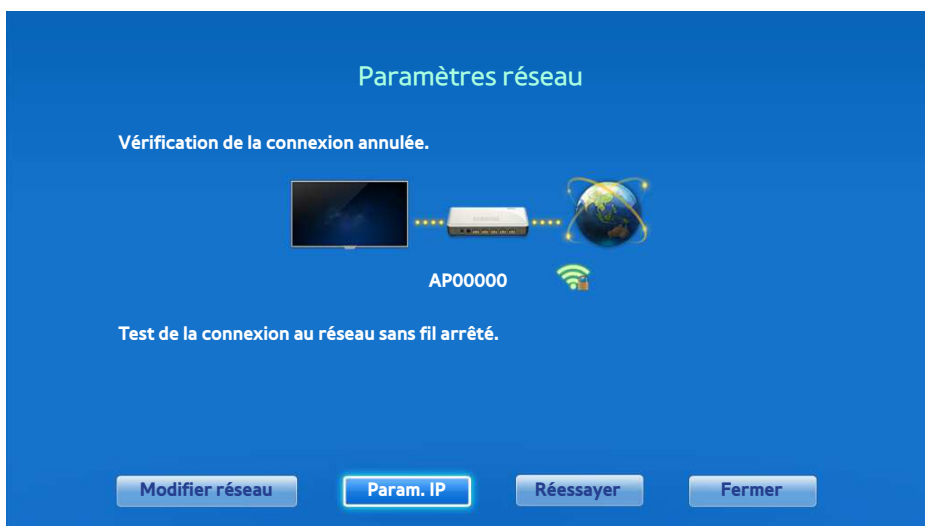 Paramètres réseau
Vérification de la connexion annulée.
AP00000
Test de la connexion au réseau sans fil arrêté.
Modifier réseau Param. IP Réessayer Fermer